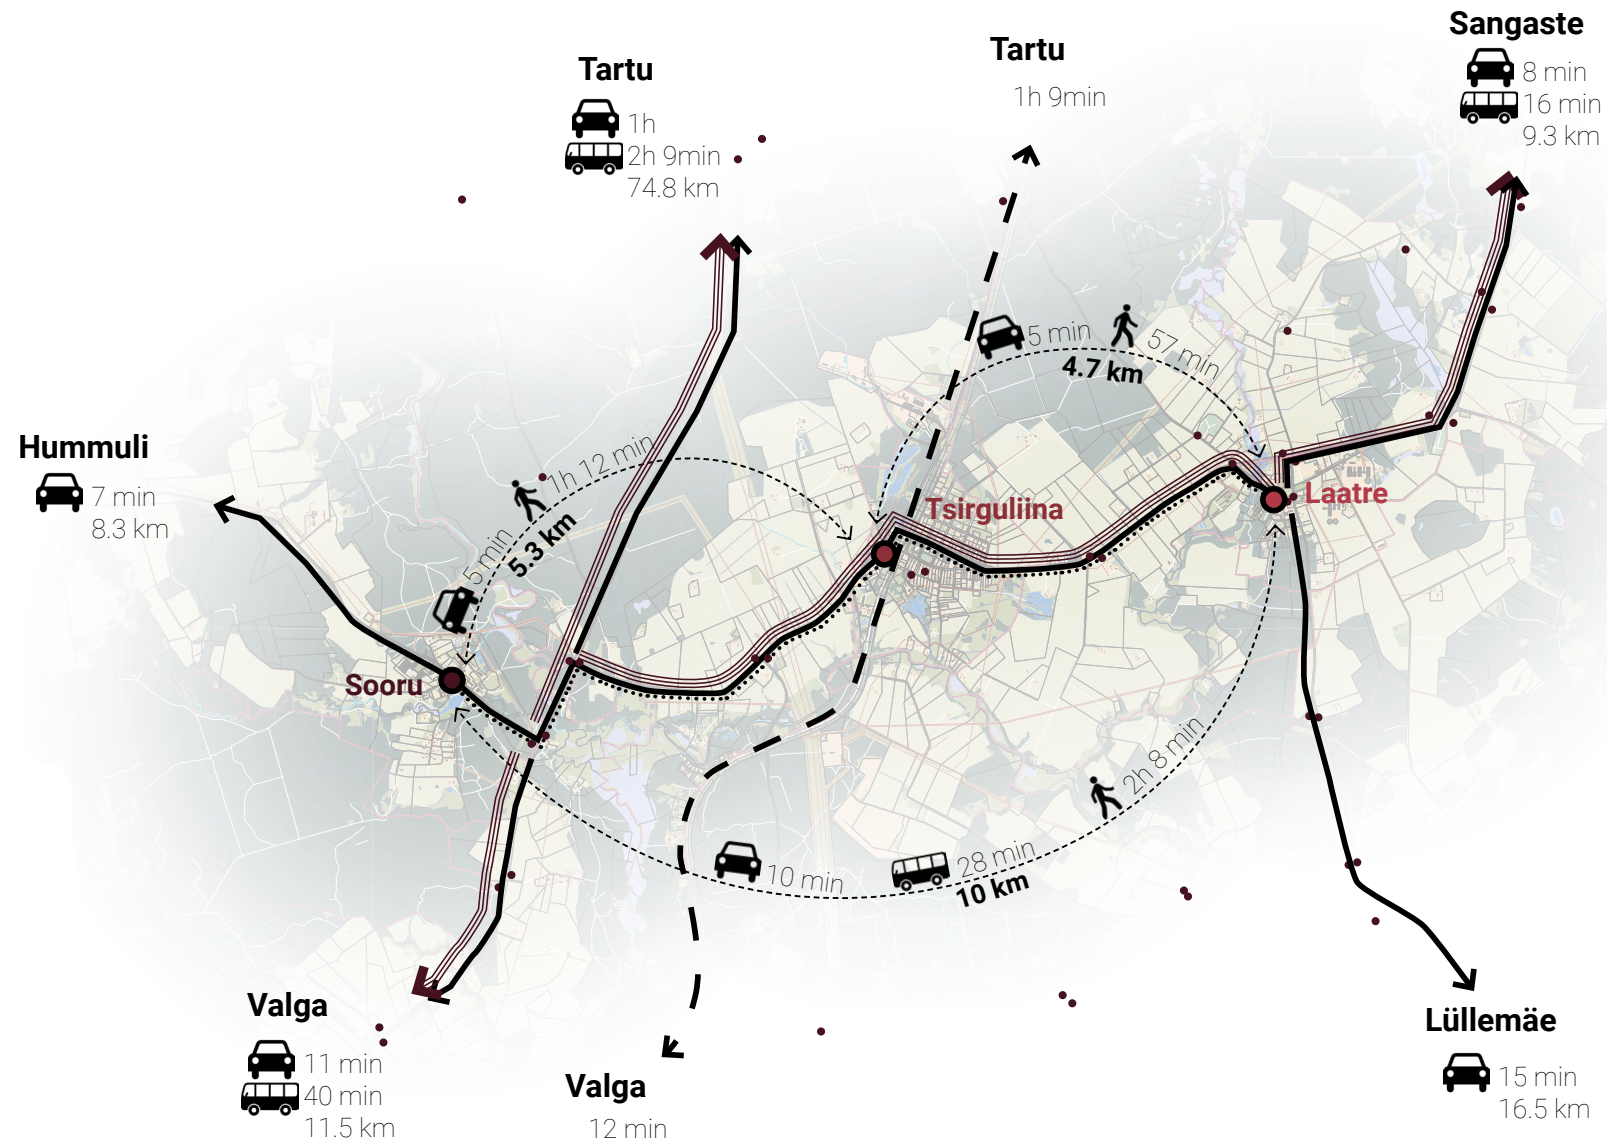 Sangaste
8 min
16 min
9.3 km
Tartu
1h 9min
Tartu
1h
2h 9min
74.8 km
5 min
57 min
4.7 km
Hummuli
7 min
8.3 km
1h 12 min
5 min
5.3 km
Laatre
Tsirguliina
Sooru
2h 8 min
10 min
28 min
10 km
Valga
11 min
40 min
11.5 km
Valga
12 min
Lüllemäe
15 min
16.5 km